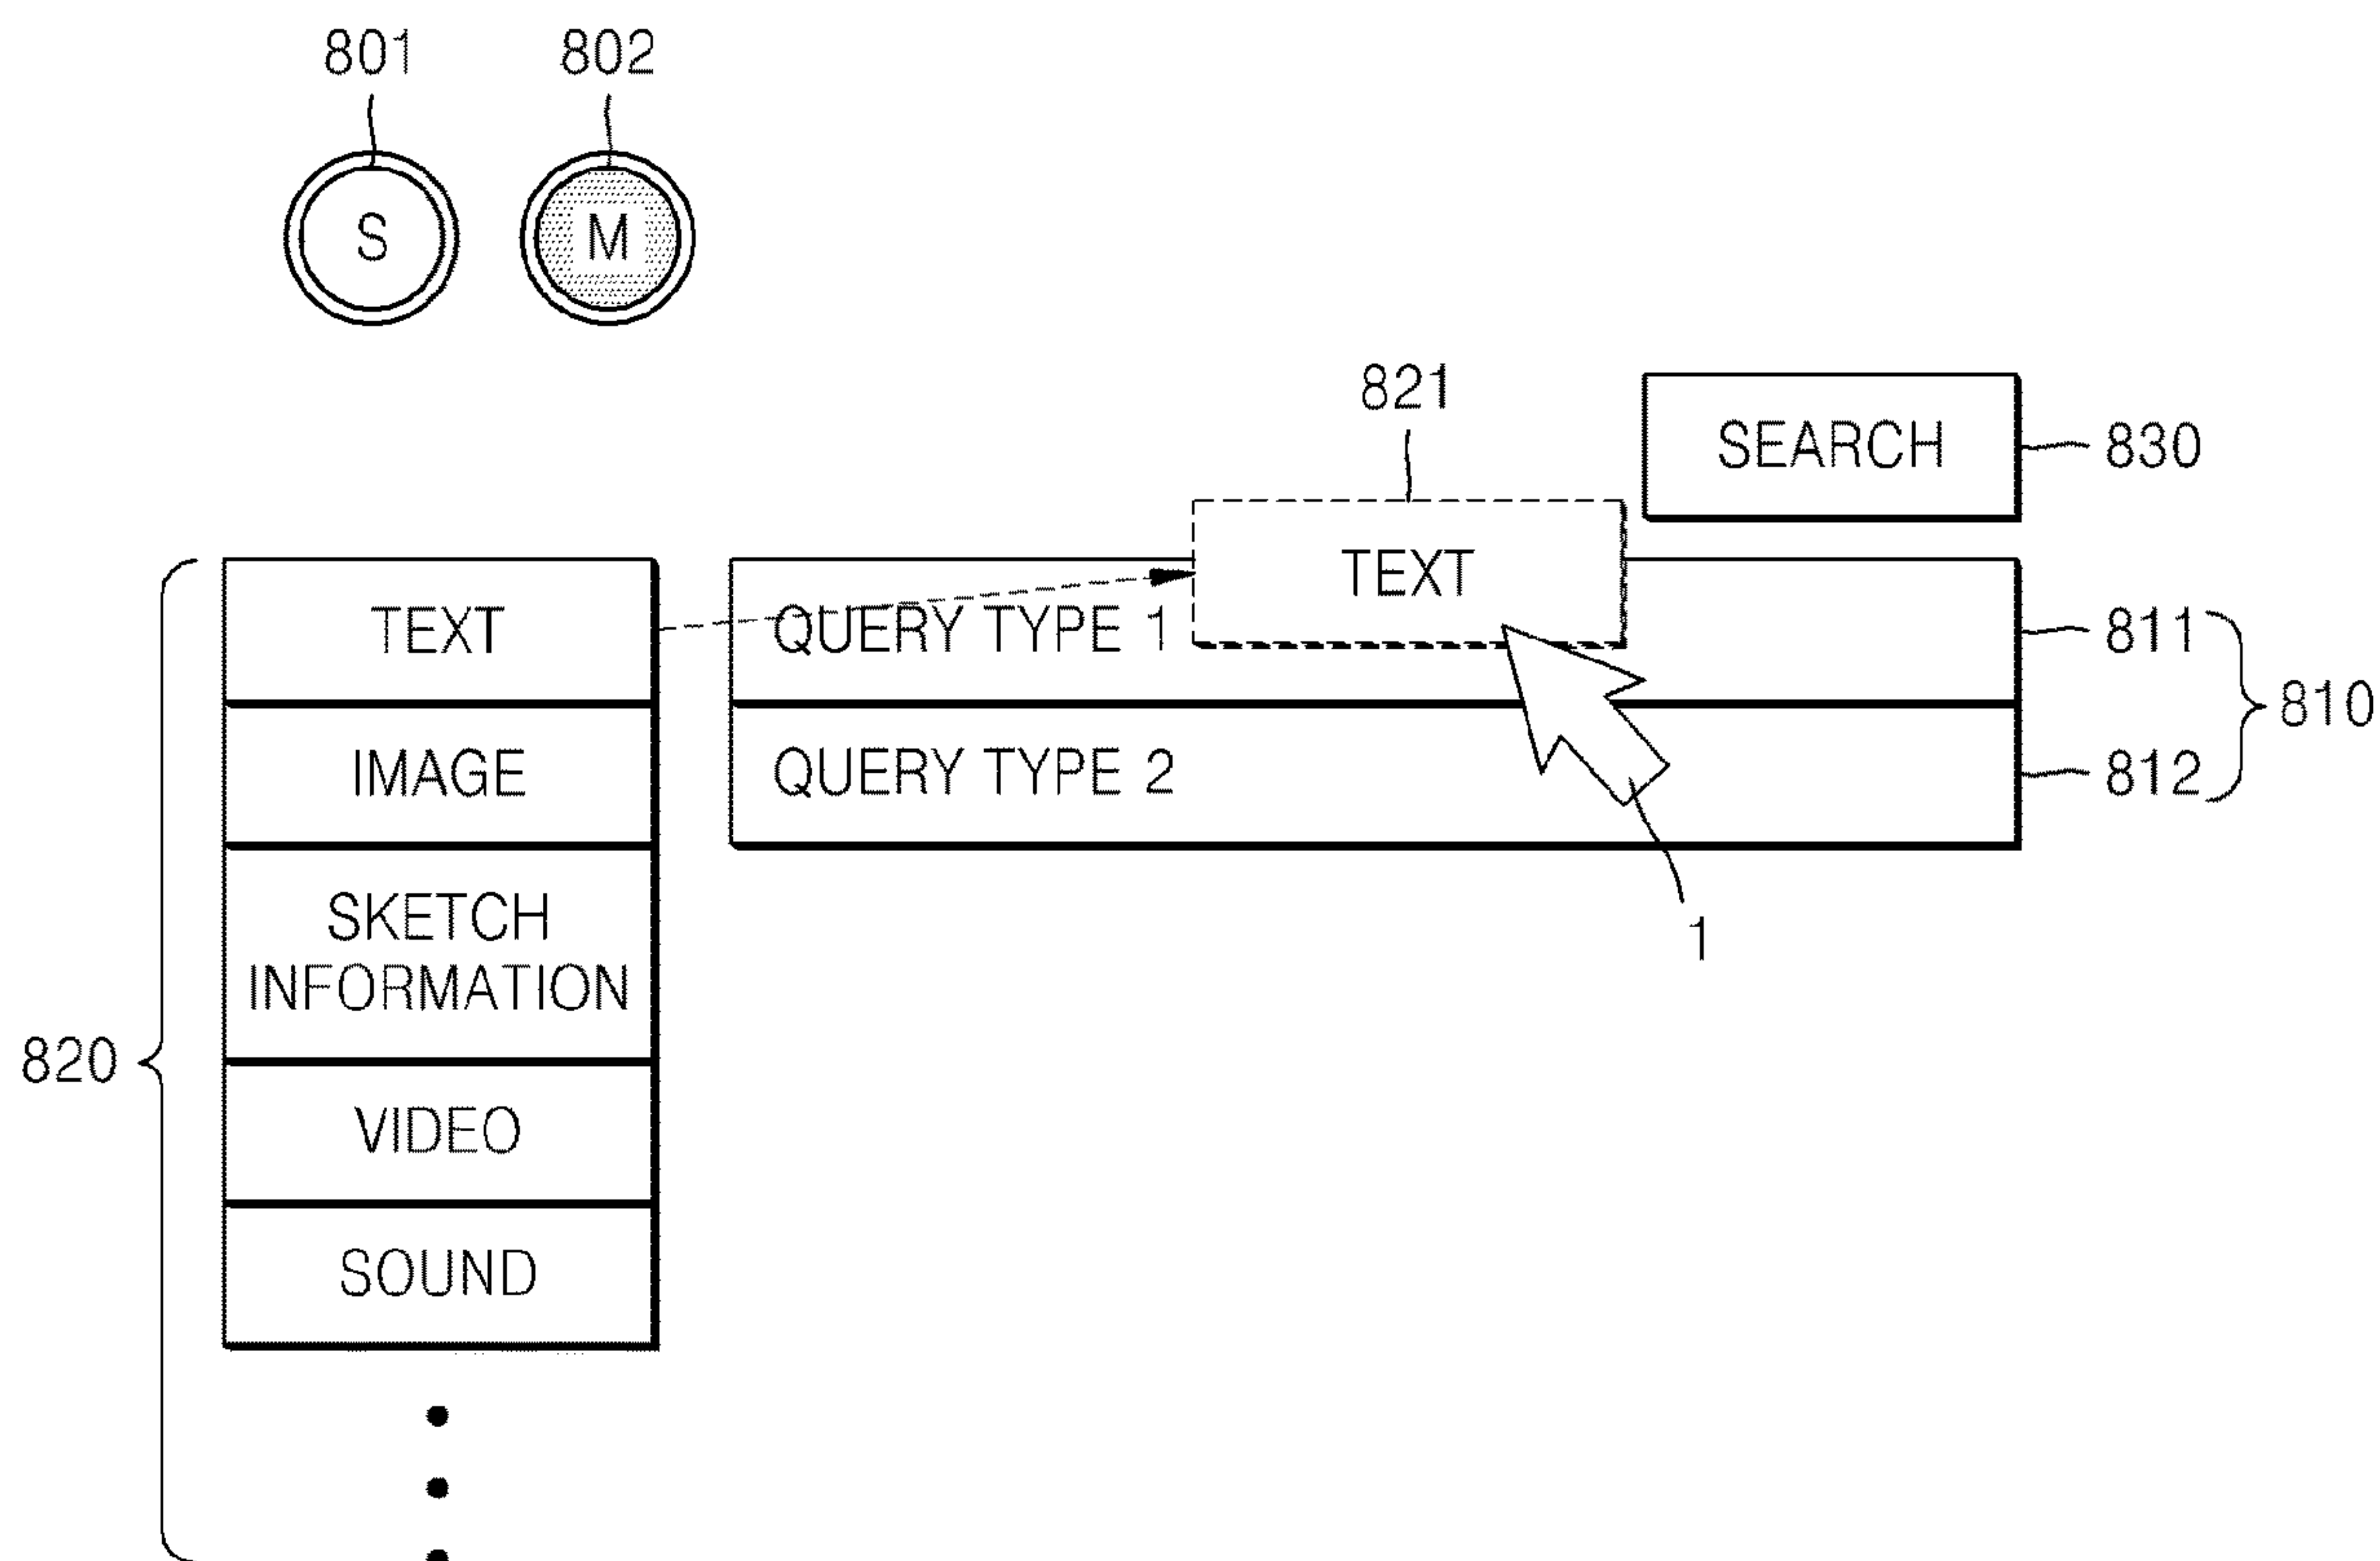 801
802
S
M
821
SEARCH
830
TEXT
TEXT
QUERY TYPE 1
811
810
IMAGE
QUERY TYPE 2
812
SKETCH
INFORMATION
1
820
VIDEO
SOUND